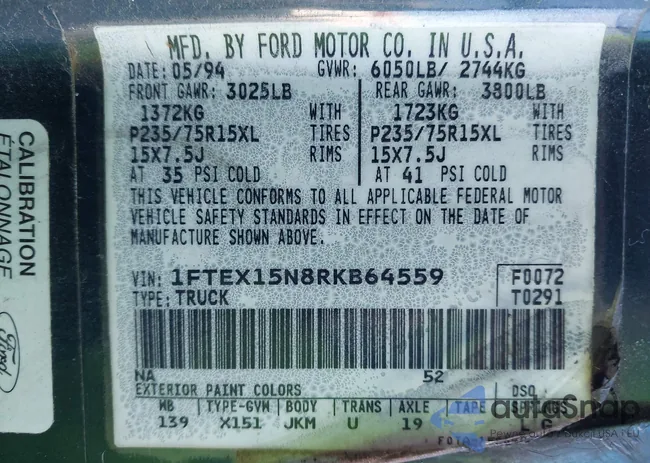 MFD. BY FORD MOTOR CO. IN U.S.A.
DATE: 05/94 GVWR: 6050LB/ 2744KG
FRONT GAWR: 3025LB REAR GAWR: 3800LB
1372KG WITH 1723KG WITH
P235/75R15XL TIRES P235/75R15XL TIRES
15X7.5J RIMS 15X7.5J RIMS
AT 35 PSI COLD AT 41 PSI COLD
THIS VEHICLE CONFORMS TO ALL APPLICABLE FEDERAL MOTOR
VEHICLE SAFETY STANDARDS IN EFFECT ON THE DATE OF
MANUFACTURE SHOWN ABOVE.
VIN: 1FTEX15N8RKB64559 F0072
TYPE: TRUCK T0291
NA 52
EXTERIOR PAINT COLORS DSO
WB TYPE-GVW BODY TRANS AXLE TAPE
139 X151 JKM U 19
CALIBRATION
ÉTALONNAGE
Ford
autoSnap